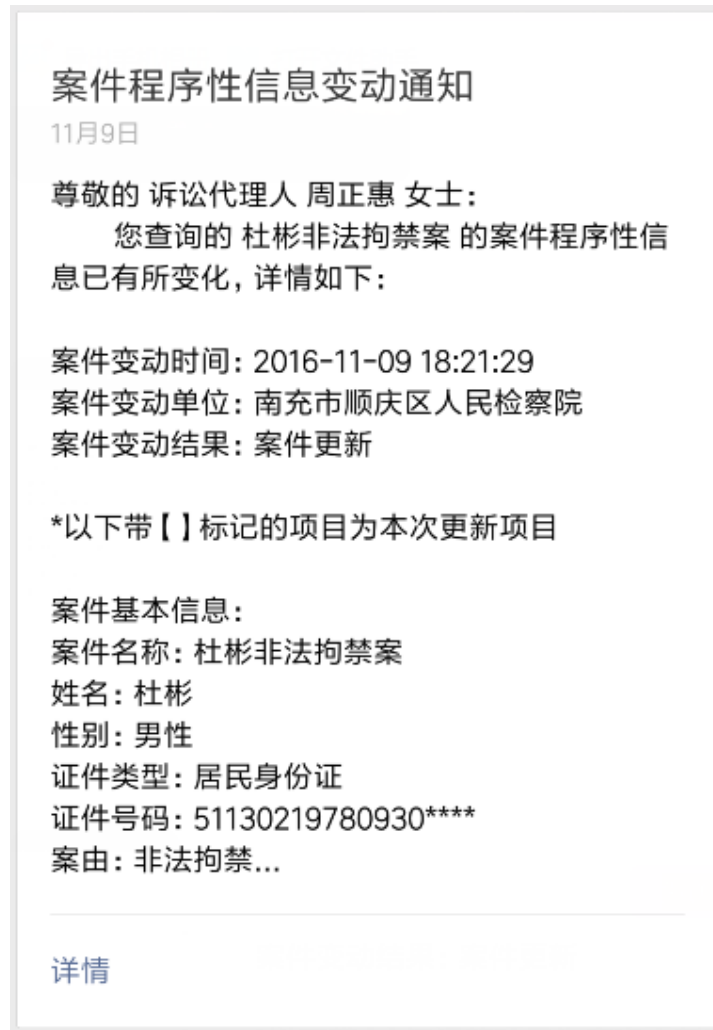 案件程序性信息变动通知
11月9日
尊敬的 诉讼代理人 周正惠 女士：
您查询的 杜彬非法拘禁案 的案件程序性信
息已有所变化，详情如下：
案件变动时间：2016-11-09 18:21:29
案件变动单位：南充市顺庆区人民检察院
案件变动结果：案件更新
*以下带【 】标记的项目为本次更新项目
案件基本信息：
案件名称：杜彬非法拘禁案
姓名：杜彬
性别：男性
证件类型：居民身份证
证件号码：51130219780930****
案由：非法拘禁...
详情